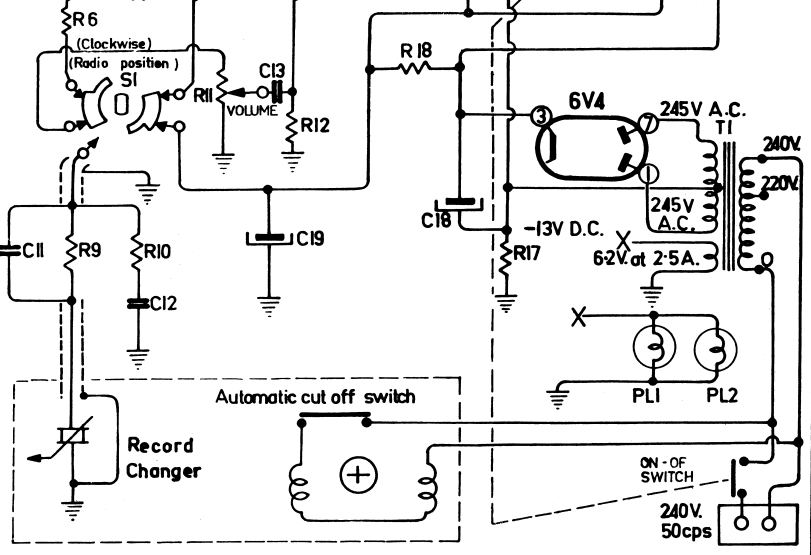 R6
(Clockwise)
(Radio position)
S1
R11
C13
VOLUME
R12
R18
6V4
3
7
1
245V A.C.
T1
240V.
220V.
0
245V
A.C.
C18
-13V D.C.
X
6·2V. at 2·5A.
R17
C19
C11
R9
R10
C12
X
PL1
PL2
Automatic cut off switch
Record
Changer
+
ON-OF
SWITCH
240V.
50cps